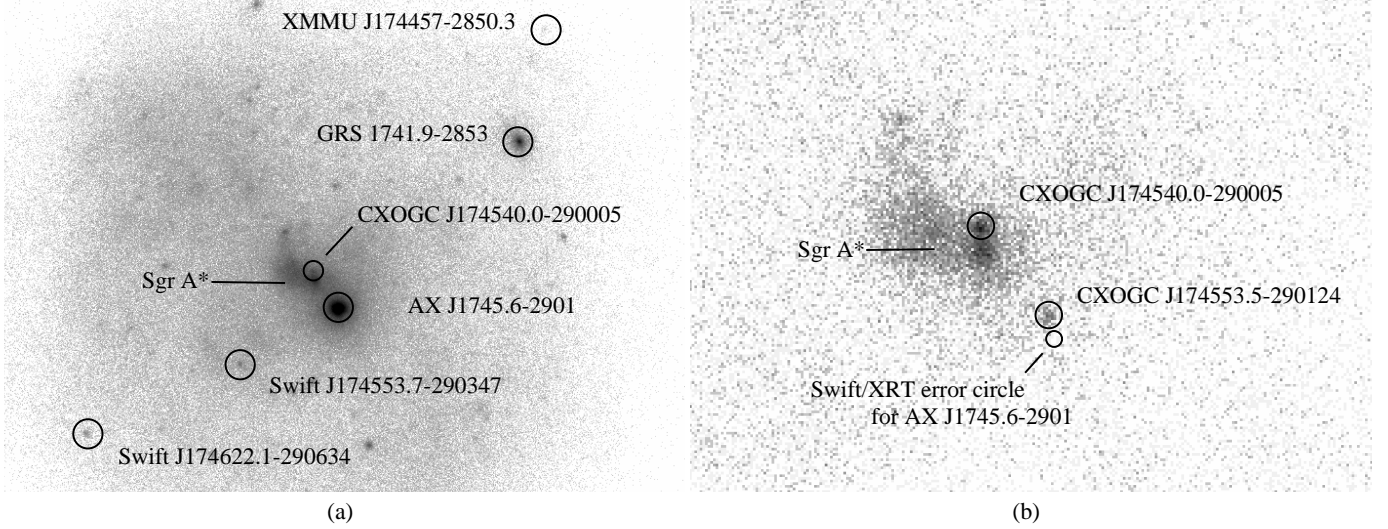 XMMU J174457-2850.3
GRS 1741.9-2853
CXOGC J174540.0-290005
Sgr A*
AX J1745.6-2901
Swift J174553.7-290347
Swift J174622.1-290634
(a)
CXOGC J174540.0-290005
Sgr A*
CXOGC J174553.5-290124
Swift/XRT error circle
for AX J1745.6-2901
(b)